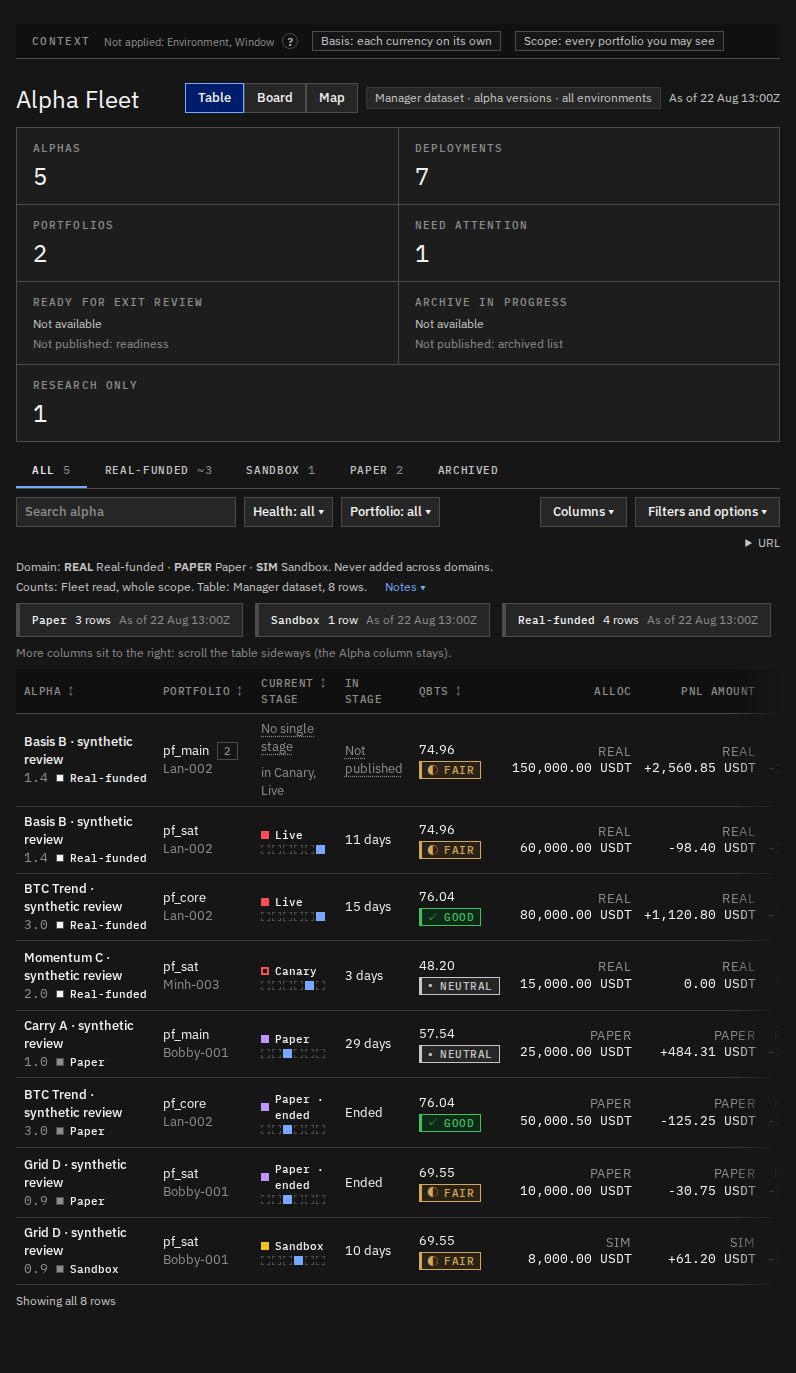 CONTEXT Not applied: Environment, Window ? Basis: each currency on its own Scope: every portfolio you may see
Alpha Fleet Table Board Map Manager dataset · alpha versions · all environments As of 22 Aug 13:00Z
ALPHAS DEPLOYMENTS
5 7
PORTFOLIOS NEED ATTENTION
2 1
READY FOR EXIT REVIEW ARCHIVE IN PROGRESS
Not available Not available
Not published: readiness Not published: archived list
RESEARCH ONLY
1
ALL 5 REAL-FUNDED ~3 SANDBOX 1 PAPER 2 ARCHIVED
Search alpha Health: all ▾ Portfolio: all ▾ Columns ▾ Filters and options ▾
▶ URL
Domain: REAL Real-funded · PAPER Paper · SIM Sandbox. Never added across domains.
Counts: Fleet read, whole scope. Table: Manager dataset, 8 rows. Notes ▾
Paper 3 rows As of 22 Aug 13:00Z Sandbox 1 row As of 22 Aug 13:00Z Real-funded 4 rows As of 22 Aug 13:00Z
More columns sit to the right: scroll the table sideways (the Alpha column stays).
ALPHA ↕ PORTFOLIO ↕ CURRENT STAGE ↕ IN STAGE QBTS ↕ ALLOC PNL AMOUNT
Basis B · synthetic review 1.4 Real-funded pf_main 2 Lan-002 No single stage in Canary, Live Not published 74.96 FAIR REAL 150,000.00 USDT REAL +2,560.85 USDT
Basis B · synthetic review 1.4 Real-funded pf_sat Lan-002 Live 11 days 74.96 FAIR REAL 60,000.00 USDT REAL -98.40 USDT
BTC Trend · synthetic review 3.0 Real-funded pf_core Lan-002 Live 15 days 76.04 ✓ GOOD REAL 80,000.00 USDT REAL +1,120.80 USDT
Momentum C · synthetic review 2.0 Real-funded pf_sat Minh-003 Canary 3 days 48.20 • NEUTRAL REAL 15,000.00 USDT REAL 0.00 USDT
Carry A · synthetic review 1.0 Paper pf_main Bobby-001 Paper 29 days 57.54 • NEUTRAL PAPER 25,000.00 USDT PAPER +484.31 USDT
BTC Trend · synthetic review 3.0 Paper pf_core Lan-002 Paper · ended Ended 76.04 ✓ GOOD PAPER 50,000.50 USDT PAPER -125.25 USDT
Grid D · synthetic review 0.9 Paper pf_sat Bobby-001 Paper · ended Ended 69.55 FAIR PAPER 10,000.00 USDT PAPER -30.75 USDT
Grid D · synthetic review 0.9 Sandbox pf_sat Bobby-001 Sandbox 10 days 69.55 FAIR SIM 8,000.00 USDT SIM +61.20 USDT
Showing all 8 rows